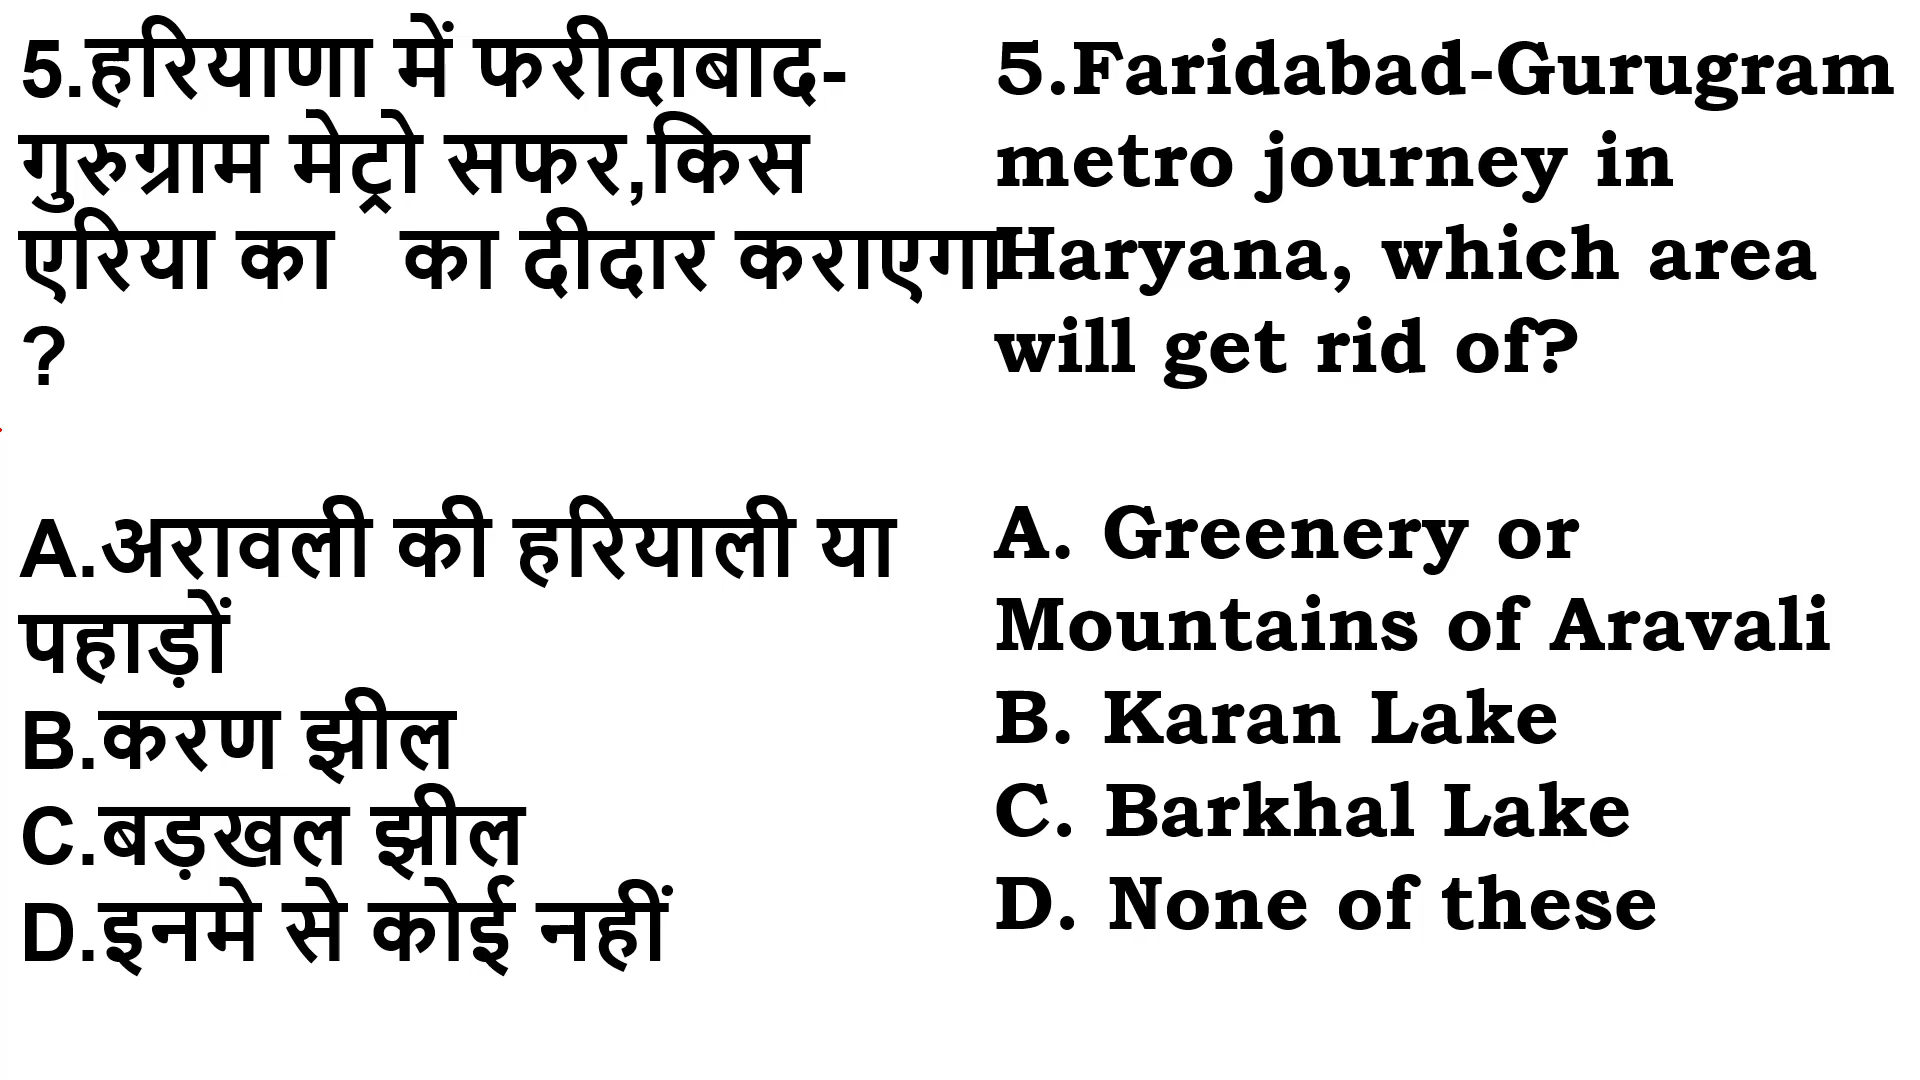 5.हरियाणा में फरीदाबाद-
गुरुग्राम मेट्रो सफर,किस
एरिया का का दीदार कराएगा
?
A.अरावली की हरियाली या
पहाड़ों
B.करण झील
C.बड़खल झील
D.इनमे से कोई नहीं
5.Faridabad-Gurugram
metro journey in
Haryana, which area
will get rid of?
A. Greenery or
Mountains of Aravali
B. Karan Lake
C. Barkhal Lake
D. None of these